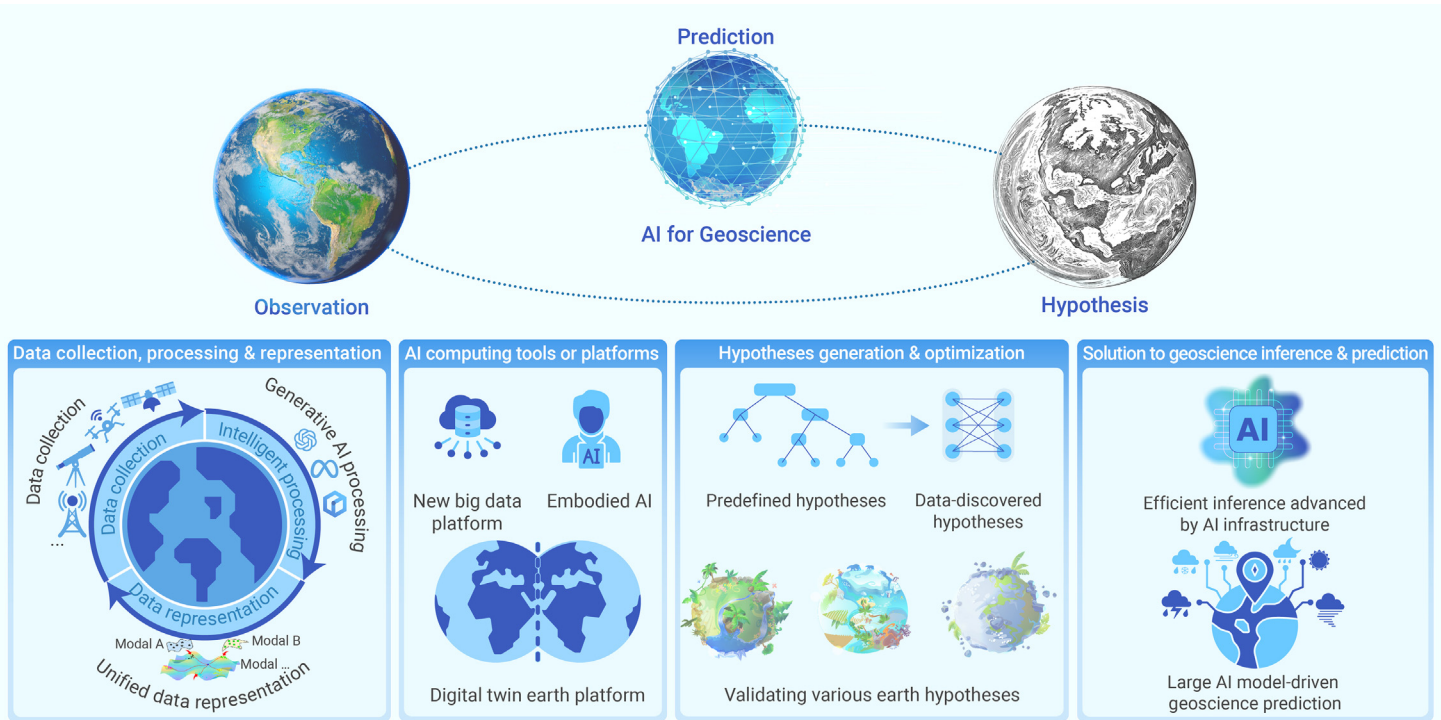 Prediction
AI for Geoscience
Observation
Hypothesis
Data collection, processing & representation
Data collection
Generative AI processing
Data collection
Intelligent processing
Data representation
...
Modal A
Modal B
Modal ...
Unified data representation
AI computing tools or platforms
AI
New big data
platform
Embodied AI
Digital twin earth platform
Hypotheses generation & optimization
Predefined hypotheses
Data-discovered
hypotheses
Validating various earth hypotheses
Solution to geoscience inference & prediction
AI
Efficient inference advanced
by AI infrastructure
Large AI model-driven
geoscience prediction